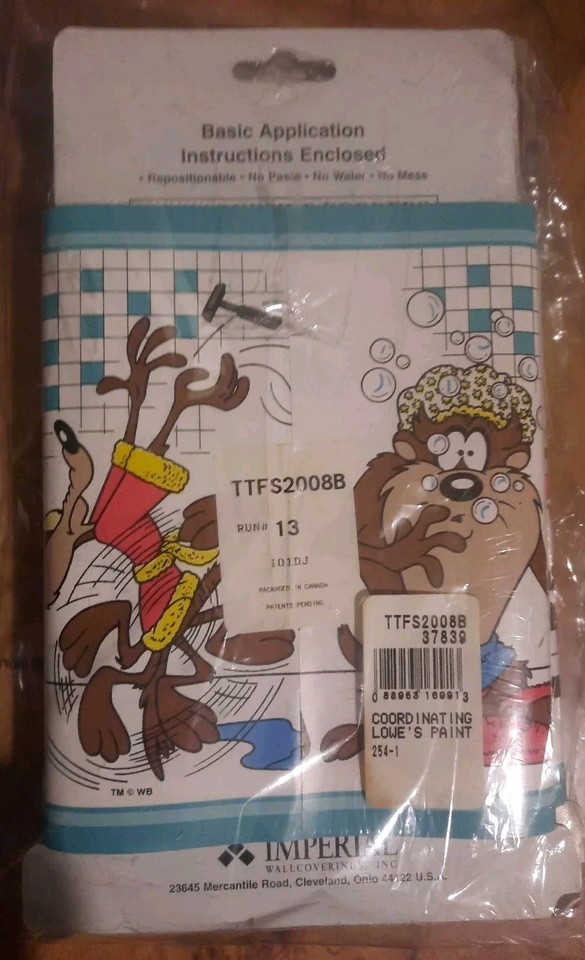 Basic Application
Instructions Enclosed
• Repositionable • No Paste • No Water • No Mess
TTFS2008B
RUN# 13
I01DJ
PACKAGED IN CANADA
PATENTS PENDING
TTFS2008B
37839
0 88963 16991 3
COORDINATING
LOWE'S PAINT
254-1
TM © WB
IMPERIAL
WALLCOVERINGS, INC
23645 Mercantile Road, Cleveland, Ohio 44122 U.S.A.